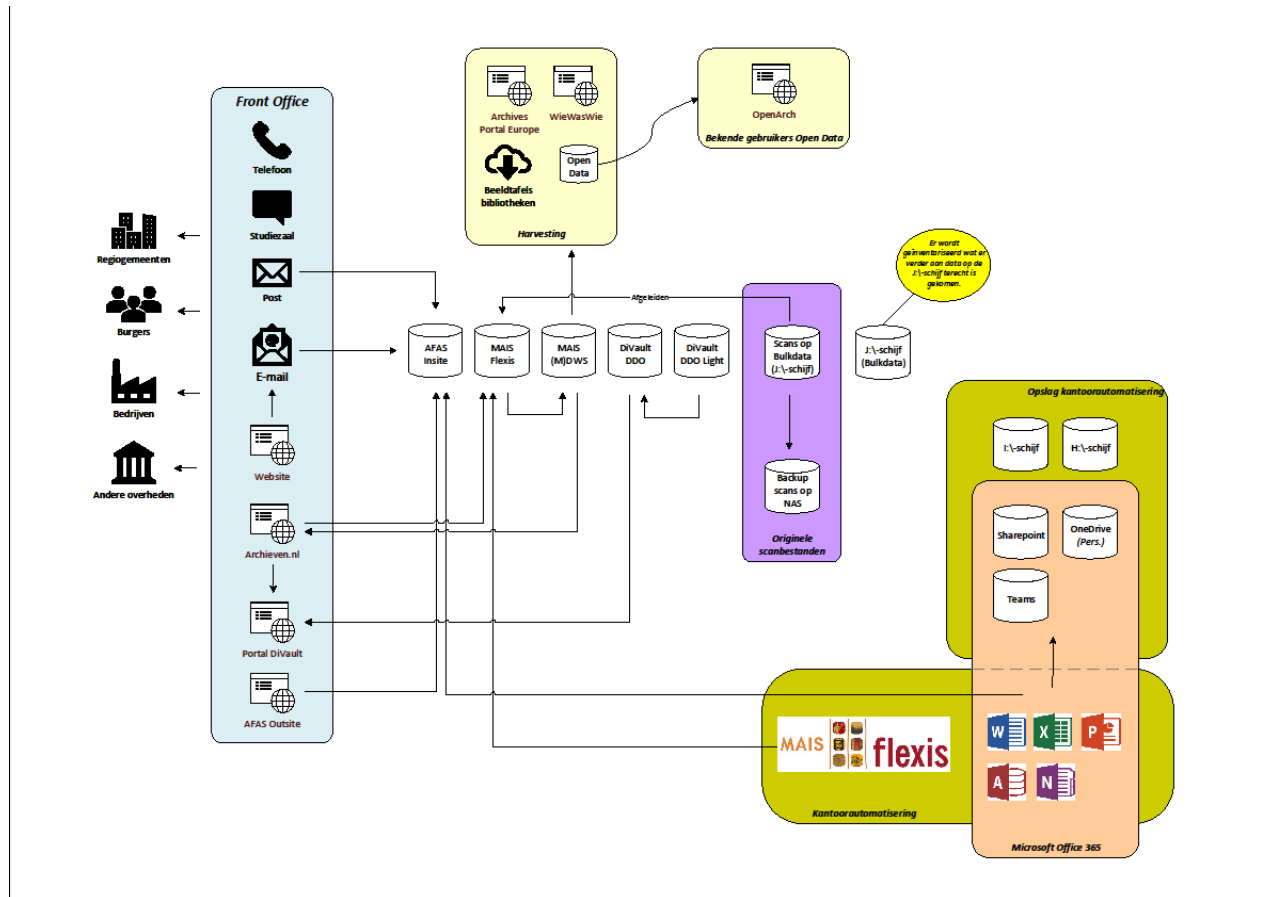 Front Office
Telefoon
Studiezaal
Post
E-mail
Website
Archieven.nl
Portal DiVault
AFAS Outsite
Regiogemeenten
Burgers
Bedrijven
Andere overheden
Archives
Portal Europe
WieWasWie
Beeldtafels
bibliotheken
Open
Data
Harvesting
OpenArch
Bekende gebruikers Open Data
Er wordt
geïnventariseerd wat er
verder aan data op de
J:\-schijf terecht is
gekomen.
Afgeleiden
AFAS
Insite
MAIS
Flexis
MAIS
(M)DWS
DiVault
DDO
DiVault
DDO Light
Scans op
Bulkdata
(J:\-schijf)
J:\-schijf
(Bulkdata)
Backup
scans op
NAS
Originele
scanbestanden
Opslag kantoorautomatisering
I:\-schijf
H:\-schijf
Sharepoint
OneDrive
(Pers.)
Teams
MAIS flexis
W
X
P
A
N
Kantoorautomatisering
Microsoft Office 365